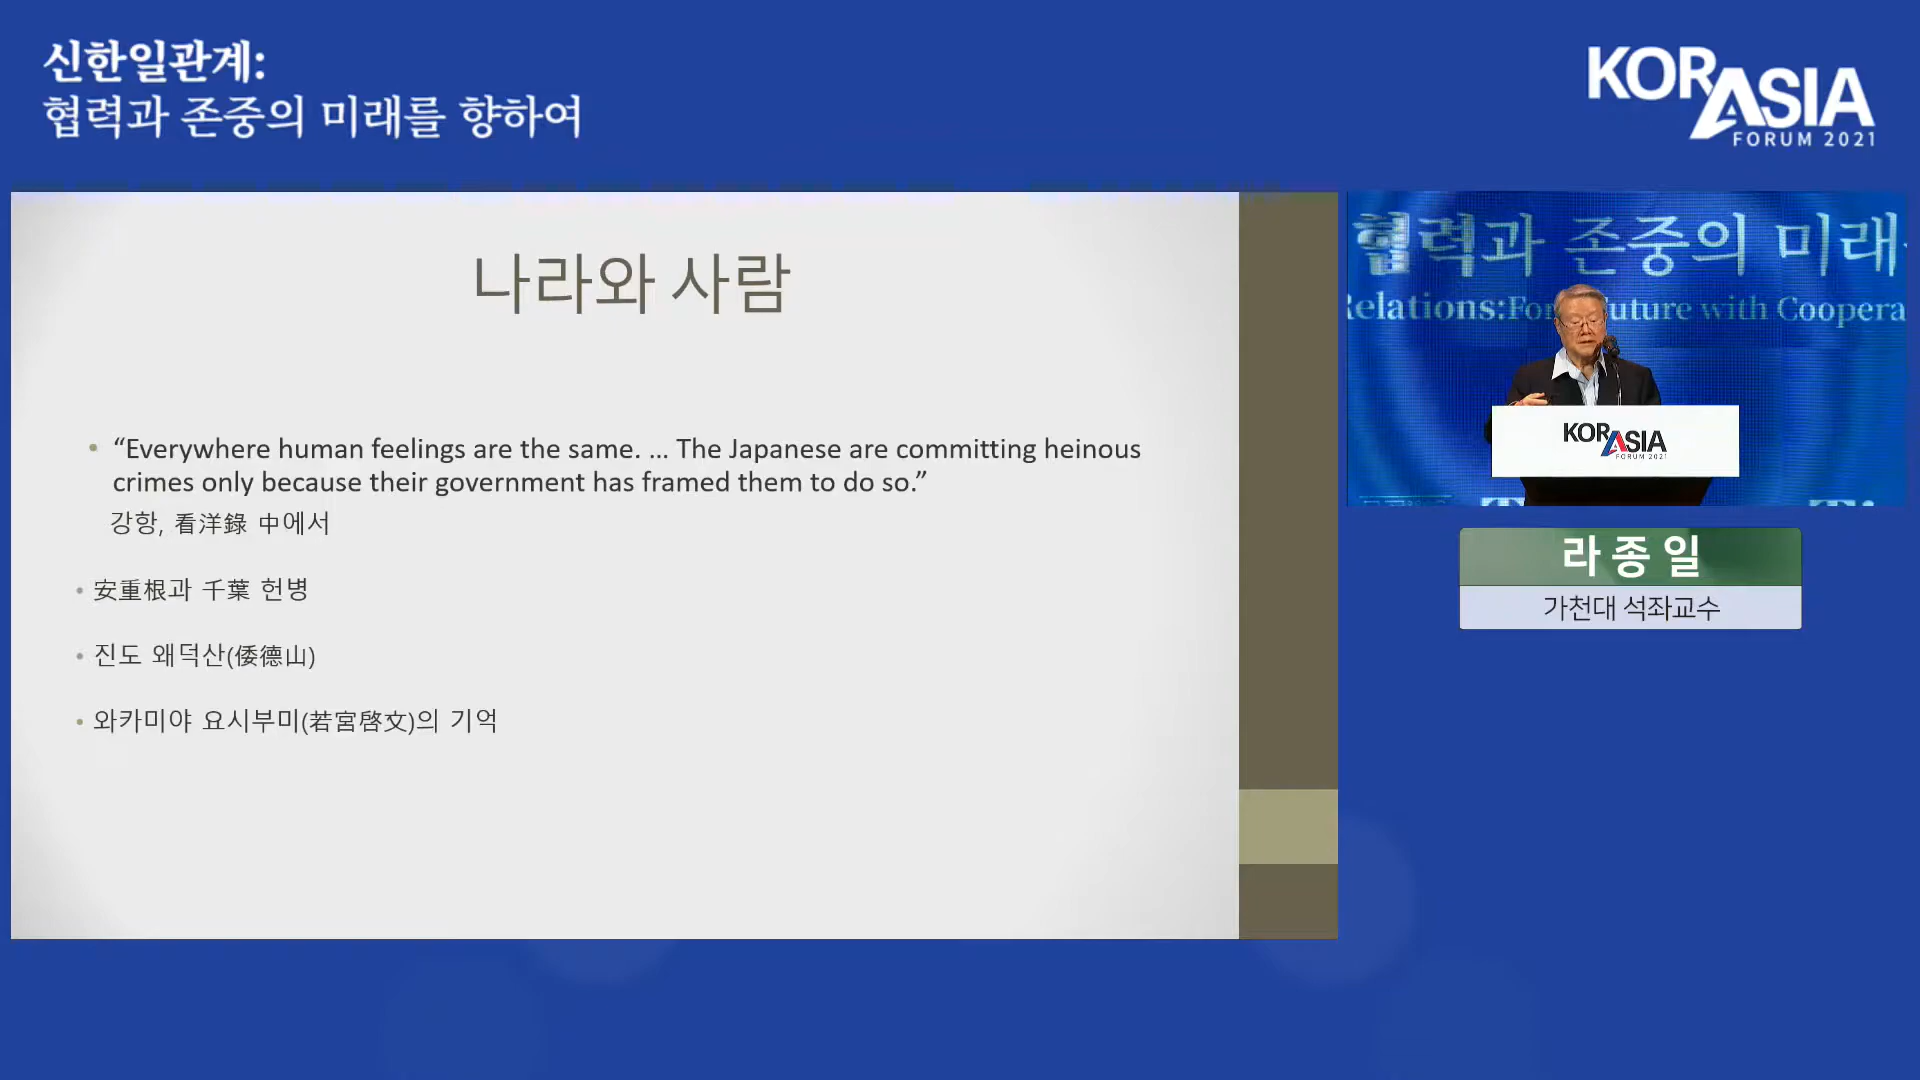 신한일관계:
협력과 존중의 미래를 향하여
KORASIA
FORUM 2021
나라와 사람
• “Everywhere human feelings are the same. ... The Japanese are committing heinous
crimes only because their government has framed them to do so.”
강항, 看洋錄 中에서
• 安重根과 千葉 헌병
• 진도 왜덕산(倭德山)
• 와카미야 요시부미(若宮啓文)의 기억
협력과 존중의 미래
Relations:For Future with Coopera
KORASIA
FORUM 2021
라종일
가천대 석좌교수